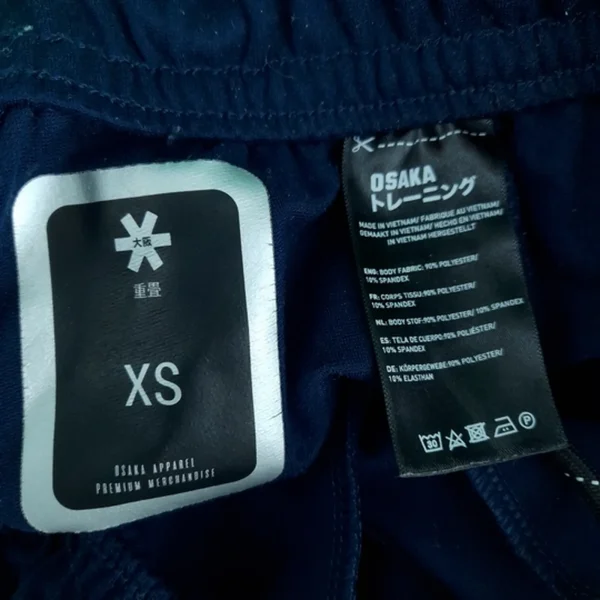 大阪
重畳
XS
OSAKA APPAREL
PREMIUM MERCHANDISE
OSAKA
トレーニング
MADE IN VIETNAM/ FABRIQUE AU VIETNAM/
GEMAAKT IN VIETNAM/ HECHO EN VIETNAM/
IN VIETNAM HERGESTELLT
ENG: BODY FABRIC: 90% POLYESTER/
10% SPANDEX
FR: CORPS TISSU:90% POLYESTER/
10% SPANDEX
NL: BODY STOF:90% POLYESTER/ 10% SPANDEX
ES: TELA DE CUERPO:90% POLIÉSTER/
10% SPANDEX
DE: KÖRPERGEWEBE:90% POLYESTER/
10% ELASTHAN
30
P